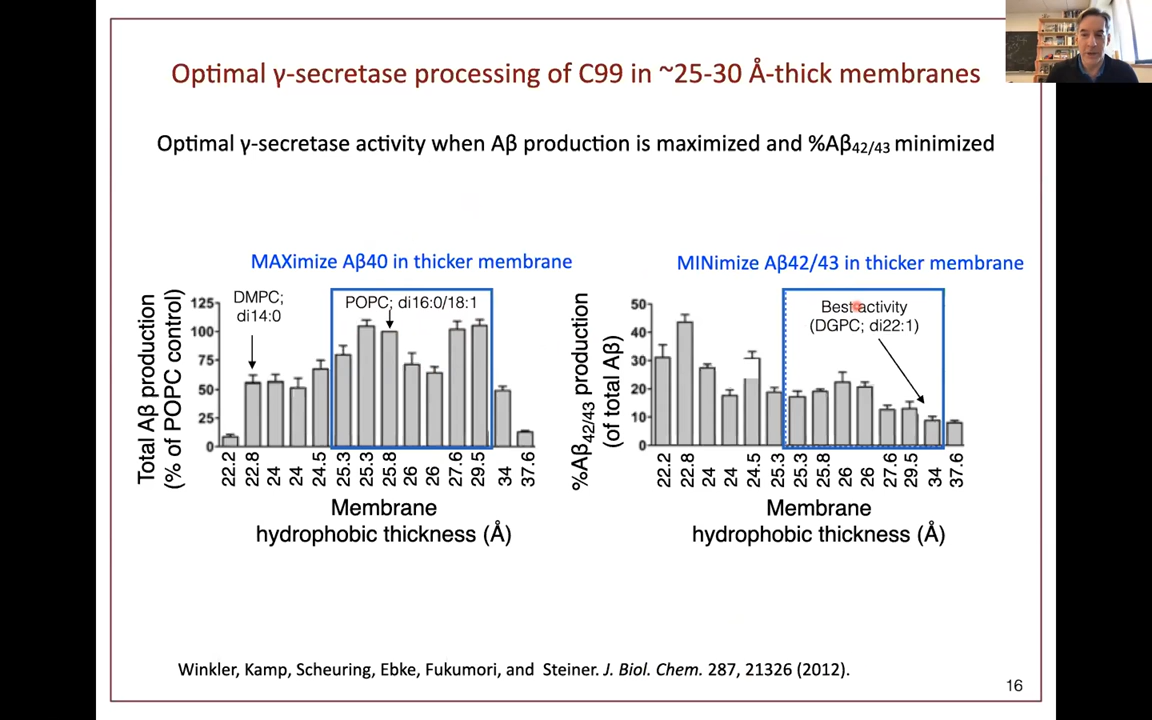 Optimal γ-secretase processing of C99 in ~25-30 Å-thick membranes
Optimal γ-secretase activity when Aβ production is maximized and %Aβ42/43 minimized
MAXimize Aβ40 in thicker membrane
Total Aβ production
(% of POPC control)
125
100
75
50
25
0
DMPC;
di14:0
POPC; di16:0/18:1
22.2
22.8
24
24
24.5
25.3
25.3
25.8
26
26
27.6
29.5
34
37.6
Membrane
hydrophobic thickness (Å)
MINimize Aβ42/43 in thicker membrane
%Aβ42/43 production
(of total Aβ)
50
40
30
20
10
0
Best activity
(DGPC; di22:1)
22.2
22.8
24
24
24.5
25.3
25.3
25.8
26
26
27.6
29.5
34
37.6
Membrane
hydrophobic thickness (Å)
Winkler, Kamp, Scheuring, Ebke, Fukumori, and Steiner. J. Biol. Chem. 287, 21326 (2012).
16